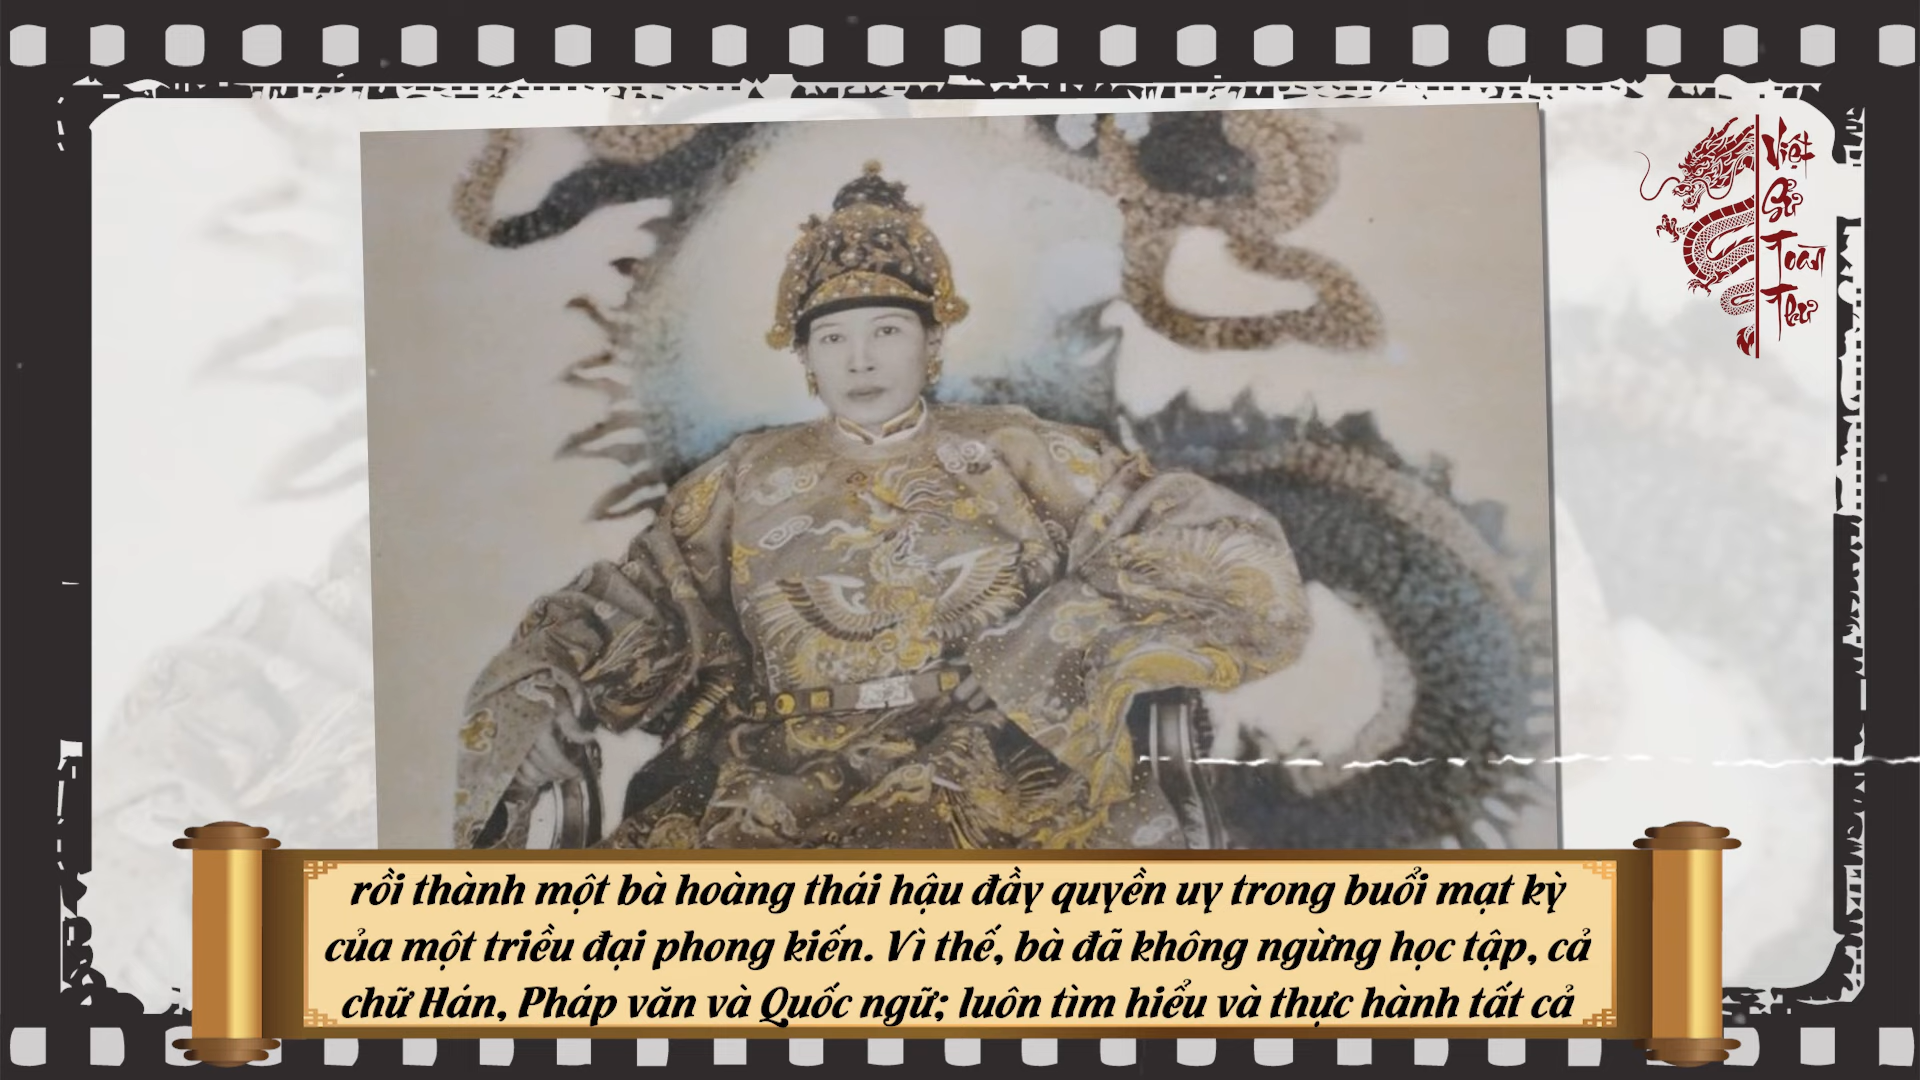 Việt
Sử
Toàn
Thư
rồi thành một bà hoàng thái hậu đầy quyền uy trong buổi mạt kỳ
của một triều đại phong kiến. Vì thế, bà đã không ngừng học tập, cả
chữ Hán, Pháp văn và Quốc ngữ; luôn tìm hiểu và thực hành tất cả